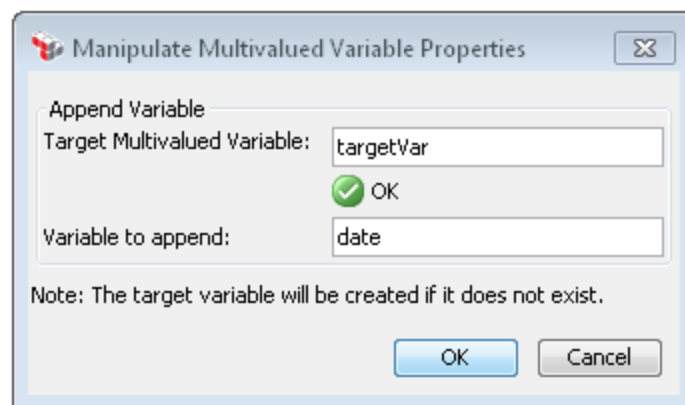 Manipulate Multivalued Variable Properties
Append Variable
Target Multivalued Variable: targetVar
OK
Variable to append: date
Note: The target variable will be created if it does not exist.
OK Cancel